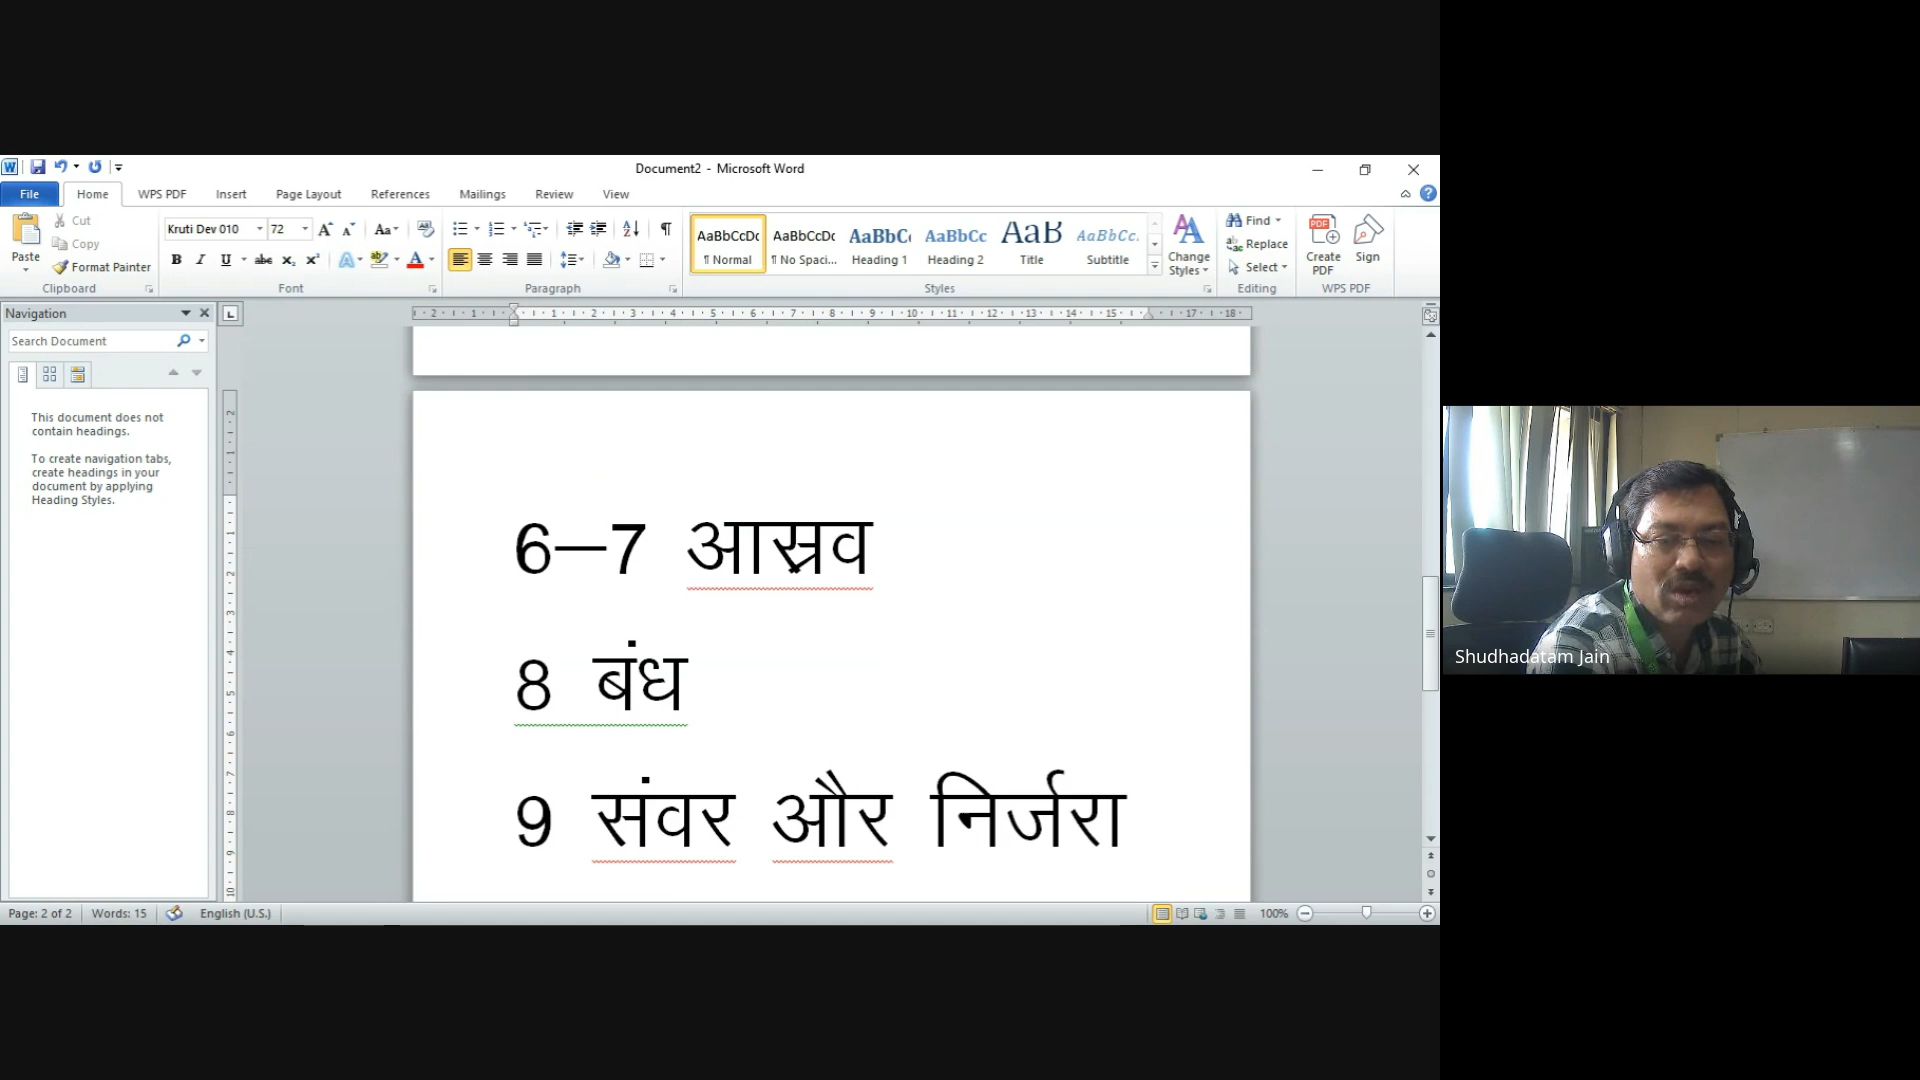 Document2 - Microsoft Word
File Home WPS PDF Insert Page Layout References Mailings Review View
Paste
Cut
Copy
Format Painter
Clipboard
Kruti Dev 010 72
Font
Paragraph
AaBbCcDc AaBbCcDc AaBbCc AaBbCc AaB AaBbCc.
¶ Normal ¶ No Spaci... Heading 1 Heading 2 Title Subtitle
Change Styles
Styles
Find
Replace
Select
Editing
Create PDF
Sign
WPS PDF
Navigation
Search Document
This document does not
contain headings.
To create navigation tabs,
create headings in your
document by applying
Heading Styles.
6–7 आस्रव
8 बंध
9 संवर और निर्जरा
Page: 2 of 2 Words: 15 English (U.S.) 100%
Shudhadatam Jain